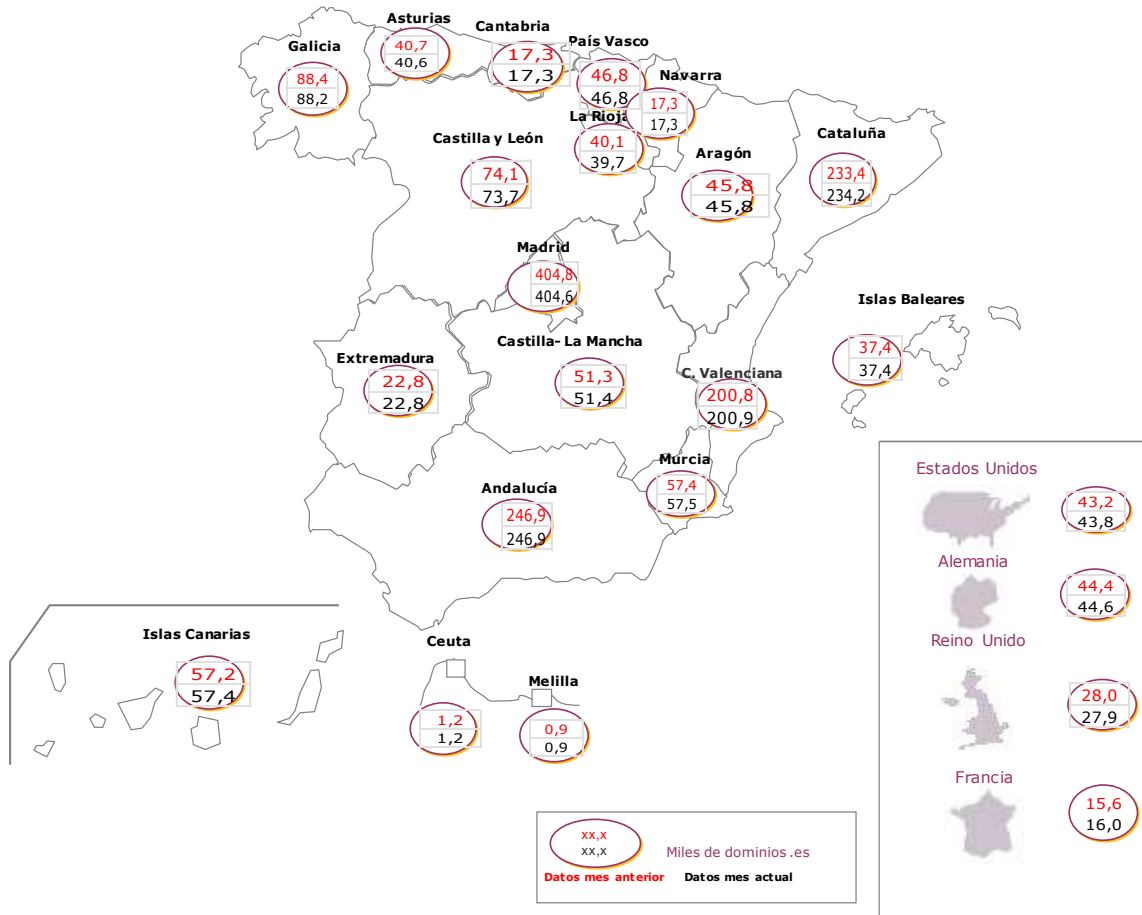 Asturias
40,7
40,6
Cantabria
17,3
17,3
Galicia
88,4
88,2
País Vasco
46,8
46,8
Navarra
17,3
17,3
La Rioja
40,1
39,7
Castilla y León
74,1
73,7
Aragón
45,8
45,8
Cataluña
233,4
234,2
Madrid
404,8
404,6
Islas Baleares
37,4
37,4
Extremadura
22,8
22,8
Castilla- La Mancha
51,3
51,4
C. Valenciana
200,8
200,9
Murcia
57,4
57,5
Andalucía
246,9
246,9
Islas Canarias
57,2
57,4
Ceuta
1,2
1,2
Melilla
0,9
0,9
Estados Unidos
43,2
43,8
Alemania
44,4
44,6
Reino Unido
28,0
27,9
Francia
15,6
16,0
xx,x
xx,x
Miles de dominios .es
Datos mes anterior Datos mes actual